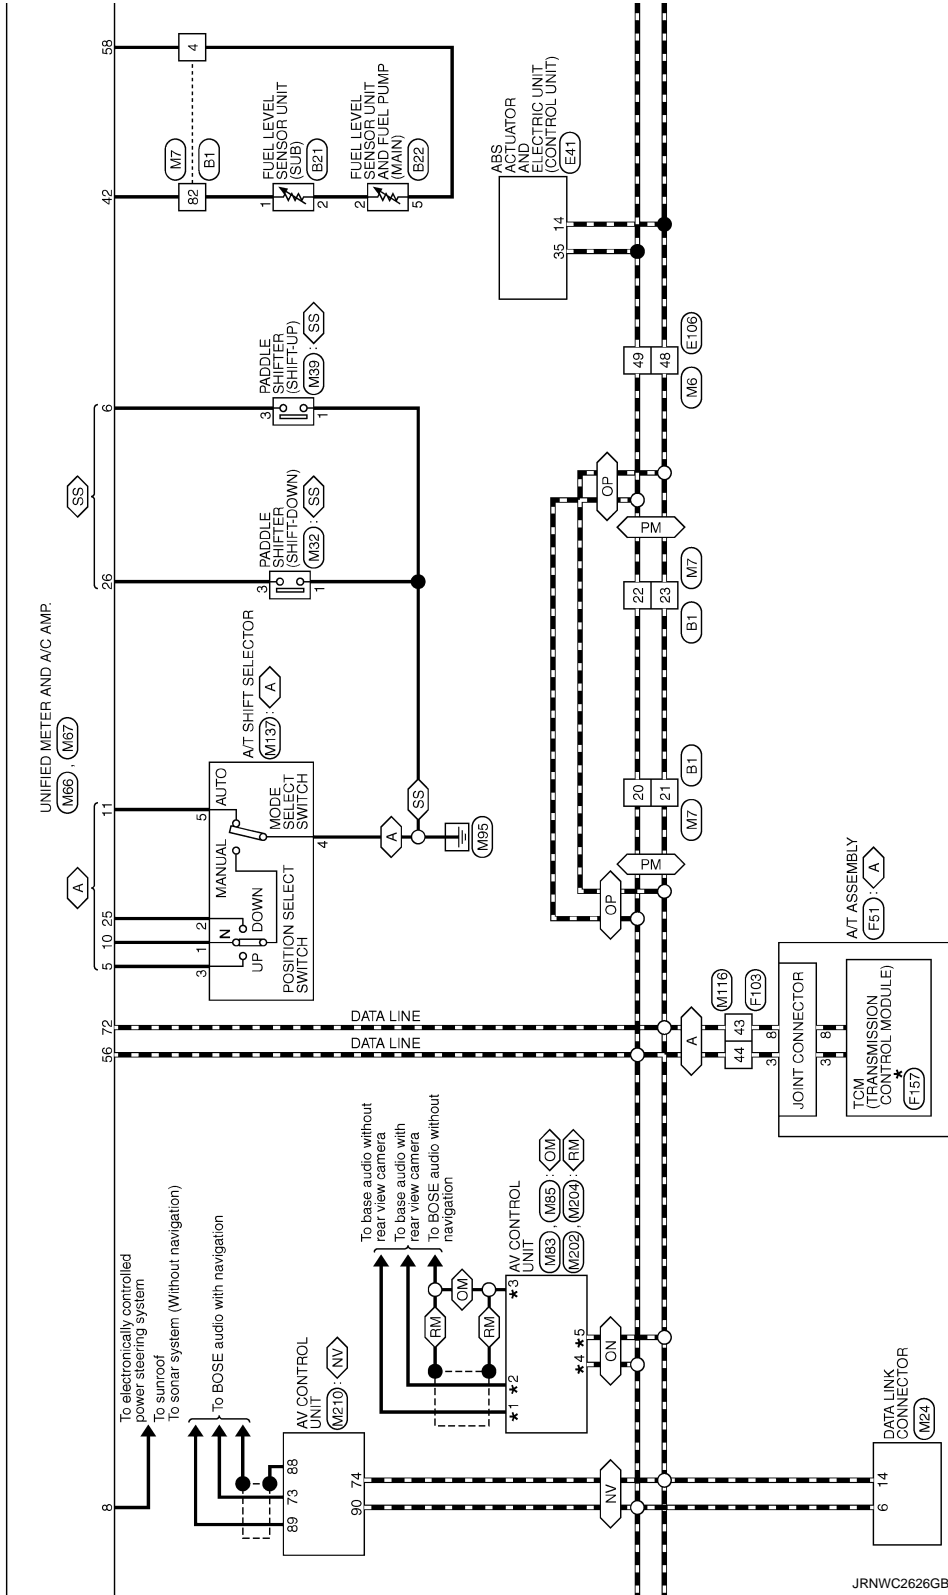 UNIFIED METER AND A/C AMP.
M66 , M67
8
56
72
5
10
25
11
26
6
42
58
A
SS
To electronically controlled
power steering system
To sunroof
To sonar system (Without navigation)
To BOSE audio with navigation
89
73
88
AV CONTROL
UNIT
M210 : NV
90
74
To base audio without
rear view camera
To base audio with
rear view camera
To BOSE audio without
navigation
RM
OM
RM
*1
*2
*3
AV CONTROL
UNIT
M83 , M85 : OM
M202 , M204 : RM
*4
*5
ON
NV
DATA LINK
CONNECTOR
M24
6
14
DATA LINE
DATA LINE
3
1
2
5
UP
N
DOWN
MANUAL
AUTO
POSITION SELECT
SWITCH
MODE
SELECT
SWITCH
4
A/T SHIFT SELECTOR
M137 : A
A
SS
M95
3
1
PADDLE
SHIFTER
(SHIFT-DOWN)
M32 : SS
3
1
PADDLE
SHIFTER
(SHIFT-UP)
M39 : SS
82
4
M7
B1
1
2
FUEL LEVEL
SENSOR UNIT
(SUB)
B21
2
5
FUEL LEVEL
SENSOR UNIT
AND FUEL PUMP
(MAIN)
B22
ABS
ACTUATOR
AND
ELECTRIC UNIT
(CONTROL UNIT)
E41
35
14
OP
OP
PM
PM
20
21
M7
B1
22
23
B1
M7
49
48
M6
E106
A
44
43
M116
F103
3
8
JOINT CONNECTOR
3
8
TCM
(TRANSMISSION
CONTROL MODULE)
*
F157
A/T ASSEMBLY
F51 : A
JRNWC2626GB